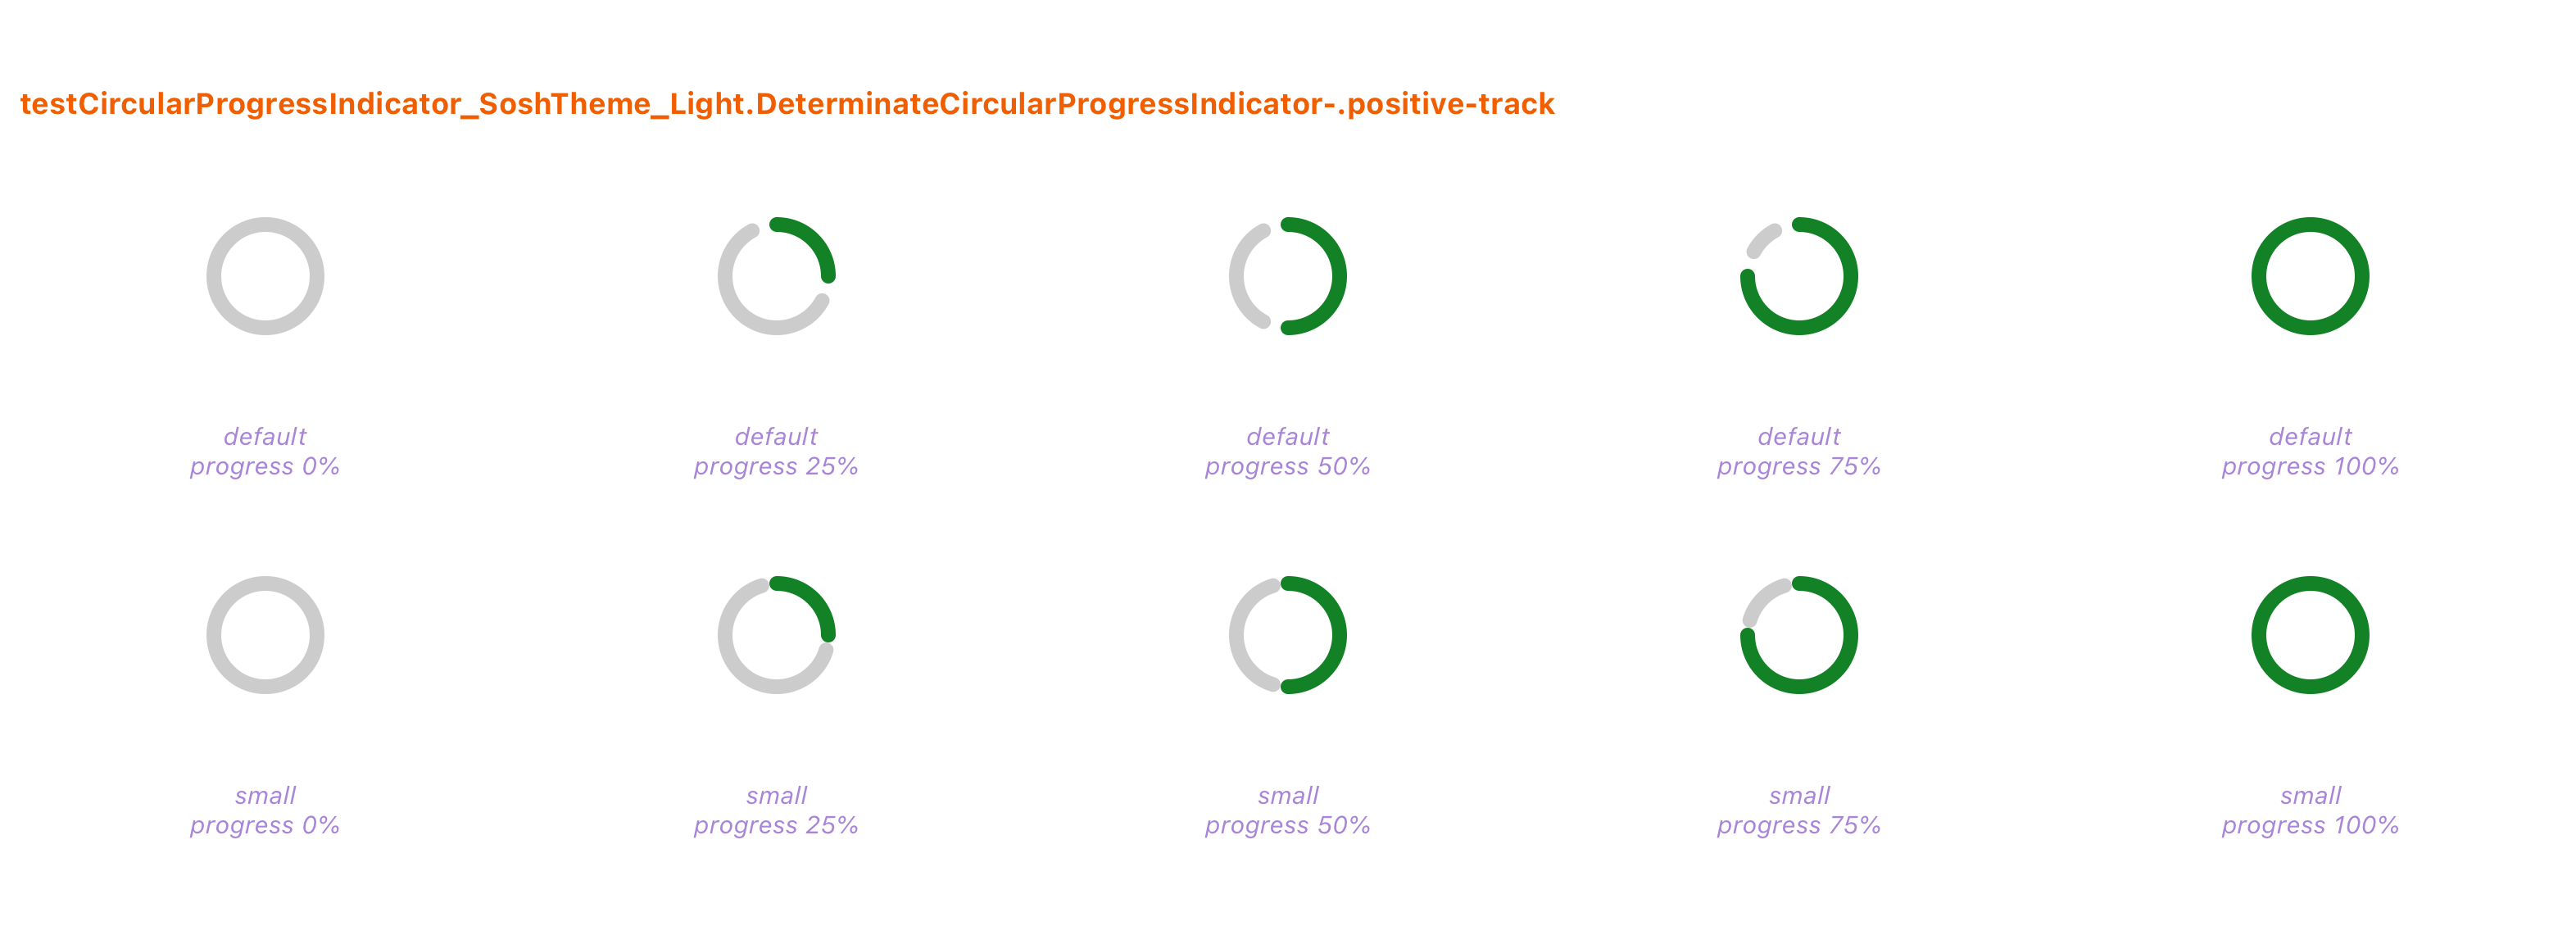 testCircularProgressIndicator_SoshTheme_Light.DeterminateCircularProgressIndicator-.positive-track
default
progress 0%
default
progress 25%
default
progress 50%
default
progress 75%
default
progress 100%
small
progress 0%
small
progress 25%
small
progress 50%
small
progress 75%
small
progress 100%